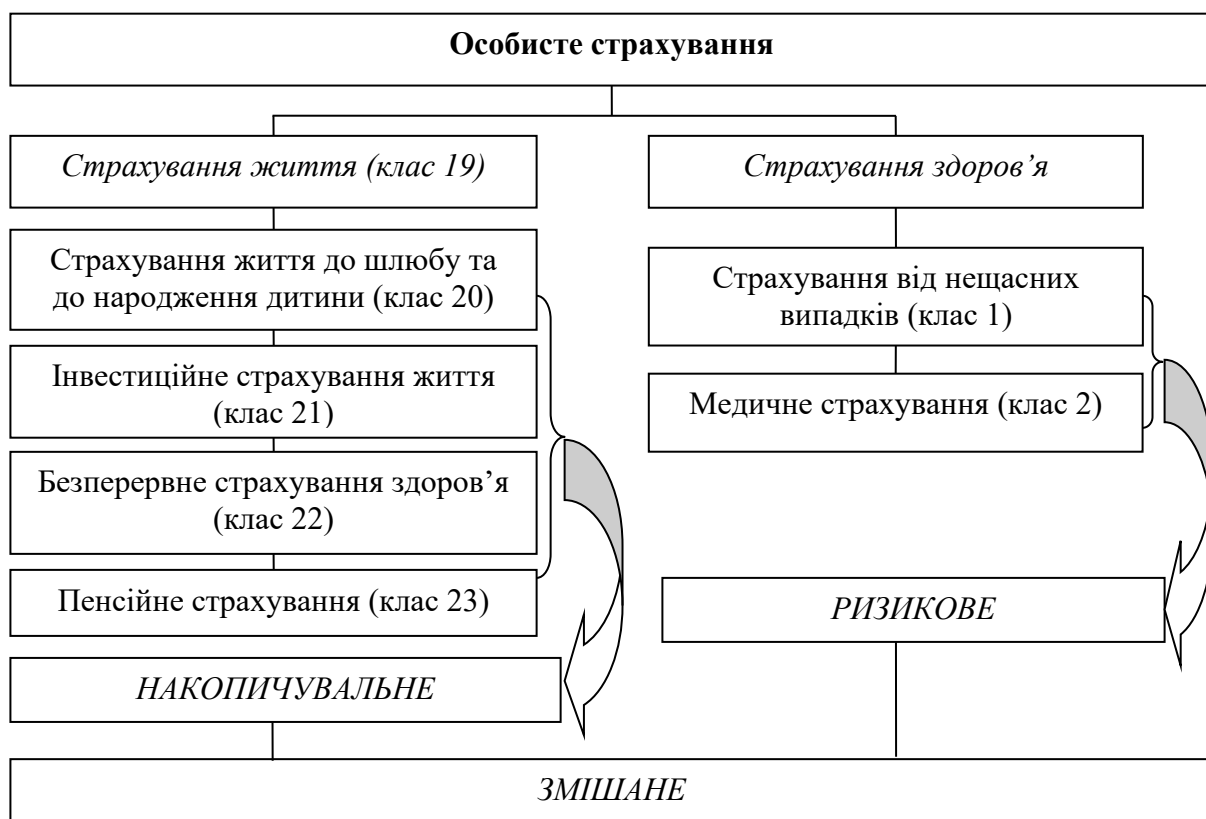 Особисте страхування
Страхування життя (клас 19)
Страхування життя до шлюбу та
до народження дитини (клас 20)
Інвестиційне страхування життя
(клас 21)
Безперервне страхування здоров’я
(клас 22)
Пенсійне страхування (клас 23)
НАКОПИЧУВАЛЬНЕ
Страхування здоров’я
Страхування від нещасних
випадків (клас 1)
Медичне страхування (клас 2)
РИЗИКОВЕ
ЗМІШАНЕ